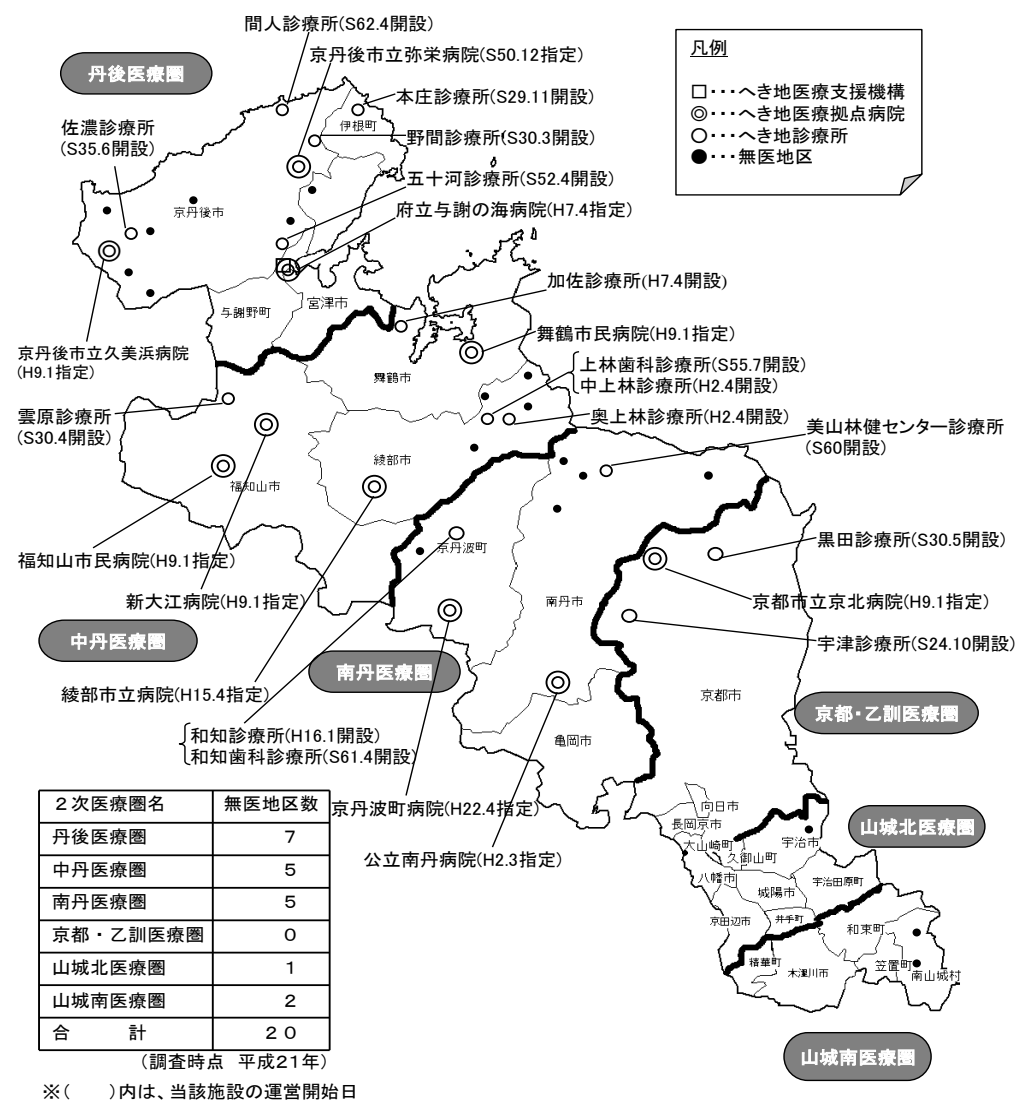 間人診療所(S62.4開設)
京丹後市立弥栄病院(S50.12指定)
丹後医療圏
本庄診療所(S29.11開設)
伊根町
佐濃診療所
(S35.6開設)
野間診療所(S30.3開設)
五十河診療所(S52.4開設)
府立与謝の海病院(H7.4指定)
京丹後市
凡例
□・・・へき地医療支援機構
◎・・・へき地医療拠点病院
○・・・へき地診療所
●・・・無医地区
加佐診療所(H7.4開設)
宮津市
与謝野町
舞鶴市民病院(H9.1指定)
京丹後市立久美浜病院
(H9.1指定)
上林歯科診療所(S55.7開設)
中上林診療所(H2.4開設)
舞鶴市
雲原診療所
(S30.4開設)
奥上林診療所(H2.4開設)
美山林健センター診療所
(S60開設)
綾部市
福知山市
黒田診療所(S30.5開設)
京丹波町
福知山市民病院(H9.1指定)
新大江病院(H9.1指定)
南丹市
京都市立京北病院(H9.1指定)
中丹医療圏
宇津診療所(S24.10開設)
南丹医療圏
綾部市立病院(H15.4指定)
京都市
京都・乙訓医療圏
和知診療所(H16.1開設)
和知歯科診療所(S61.4開設)
亀岡市
京丹波町病院(H22.4指定)
公立南丹病院(H2.3指定)
向日市
長岡京市
大山崎町
宇治市
山城北医療圏
久御山町
八幡市
城陽市
宇治田原町
京田辺市
井手町
和束町
精華町
木津川市
笠置町
南山城村
山城南医療圏
２次医療圏名 無医地区数
丹後医療圏 ７
中丹医療圏 ５
南丹医療圏 ５
京都・乙訓医療圏 ０
山城北医療圏 １
山城南医療圏 ２
合　　　計 ２０
(調査時点　平成21年)
※(　　)内は、当該施設の運営開始日